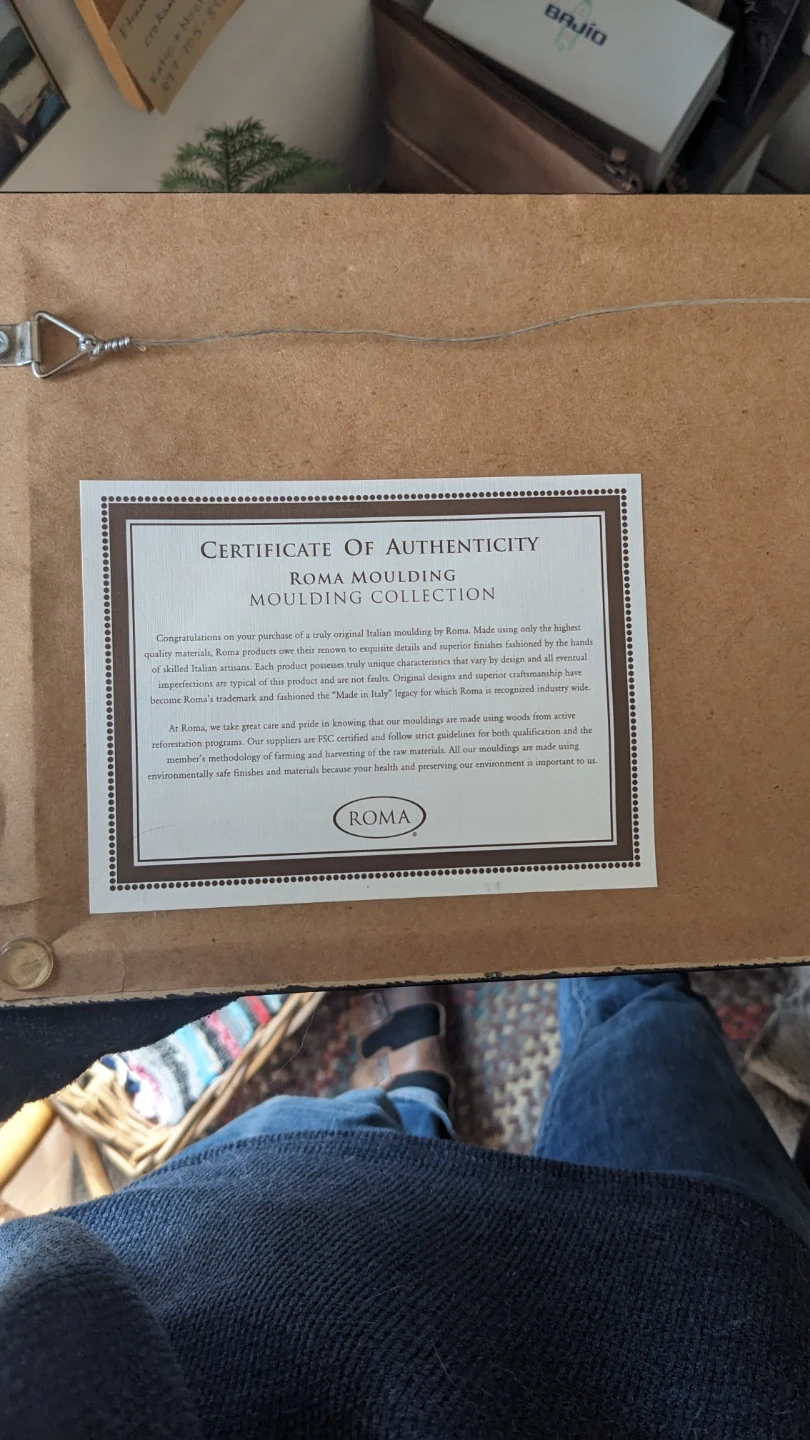 BAJÍO
CERTIFICATE OF AUTHENTICITY
ROMA MOULDING
MOULDING COLLECTION
Congratulations on your purchase of a truly original Italian moulding by Roma. Made using only the highest
quality materials, Roma products owe their renown to exquisite details and superior finishes fashioned by the hands
of skilled Italian artisans. Each product possesses truly unique characteristics that vary by design and all eventual
imperfections are typical of this product and are not faults. Original designs and superior craftsmanship have
become Roma's trademark and fashioned the "Made in Italy" legacy for which Roma is recognized industry wide.
At Roma, we take great care and pride in knowing that our mouldings are made using woods from active
reforestation programs. Our suppliers are FSC certified and follow strict guidelines for both qualification and the
member's methodology of farming and harvesting of the raw materials. All our mouldings are made using
environmentally safe finishes and materials because your health and preserving our environment is important to us.
ROMA
®